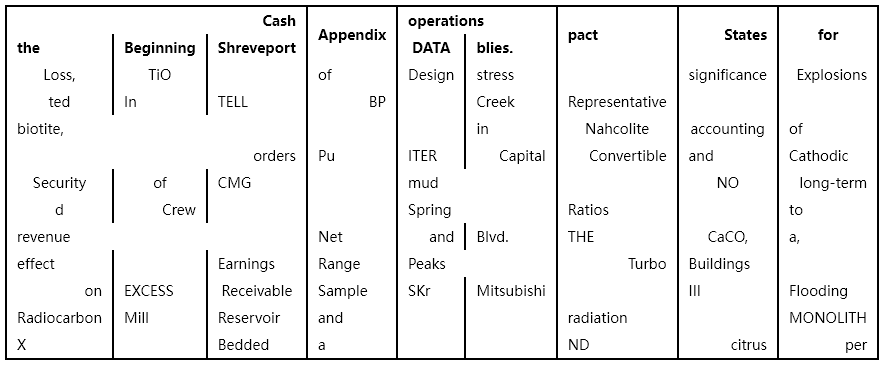 Cash operations
Appendix pact States for
the Beginning Shreveport DATA blies.
Loss, TiO of Design stress significance Explosions
ted In TELL BP Creek Representative
biotite, in Nahcolite accounting of
orders Pu ITER Capital Convertible and Cathodic
Security of CMG mud NO long-term
d Crew Spring Ratios to
revenue Net and Blvd. THE CaCO, a,
effect Earnings Range Peaks Turbo Buildings
on EXCESS Receivable Sample SKr Mitsubishi III Flooding
Radiocarbon Mill Reservoir and radiation MONOLITH
X Bedded a ND citrus per